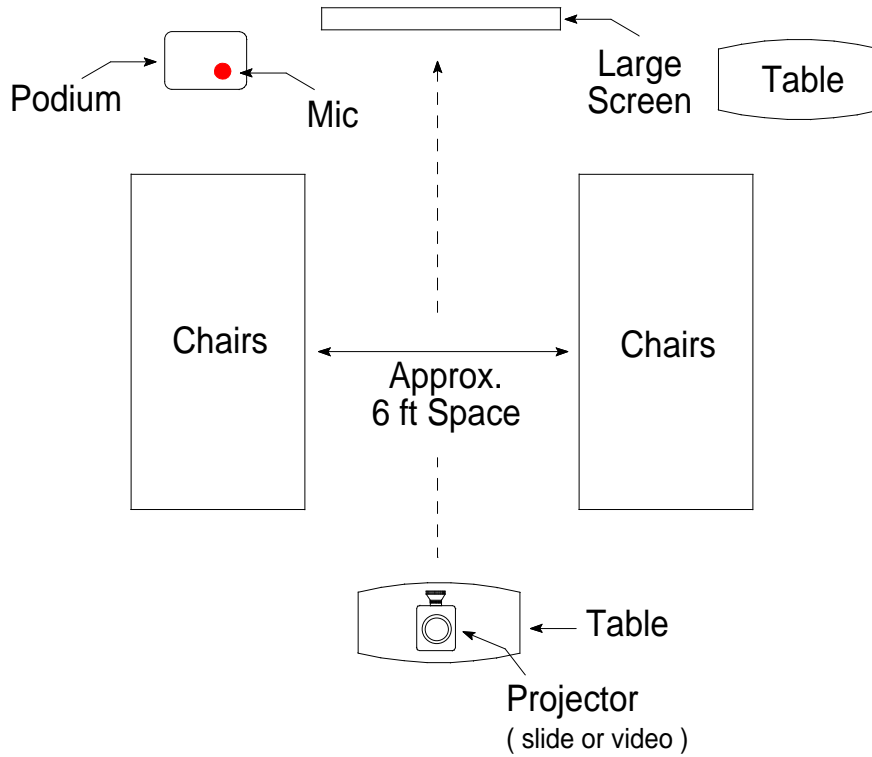 Podium
Mic
Large
Screen
Table
Chairs
Chairs
Approx.
6 ft Space
Table
Projector
( slide or video )